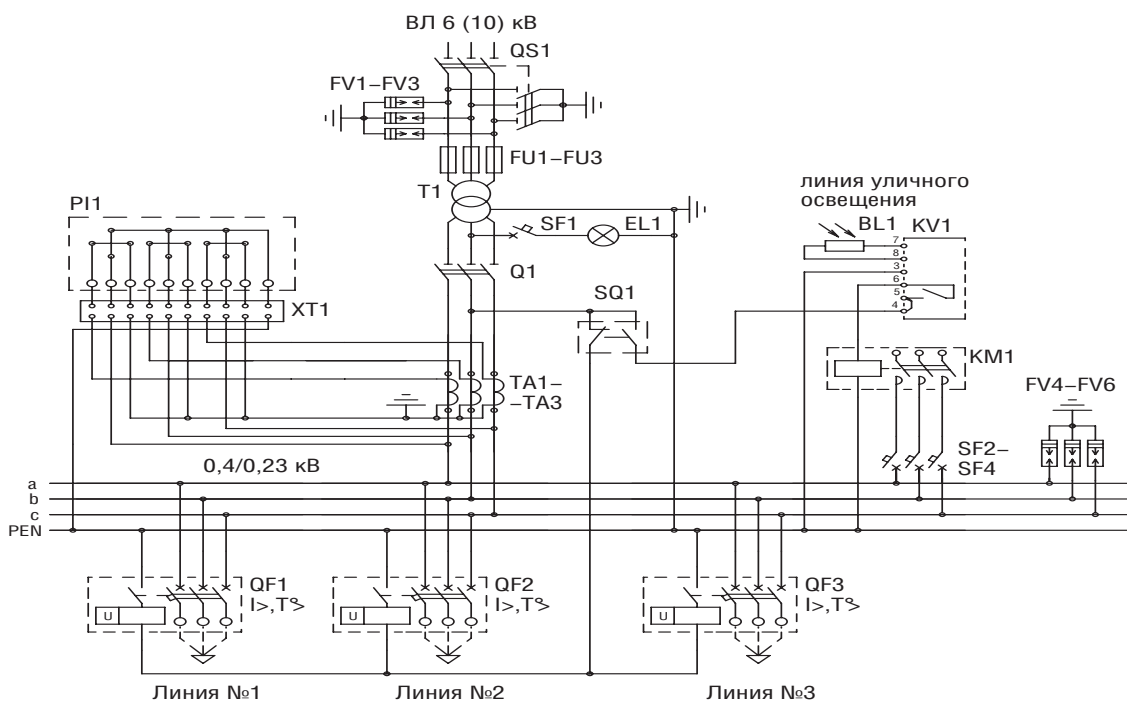 ВЛ 6 (10) кВ
QS1
FV1–FV3
FU1–FU3
T1
PI1
SF1
EL1
линия уличного
освещения
BL1
KV1
7
8
3
6
5
4
Q1
XT1
SQ1
KM1
TA1–
–TA3
FV4–FV6
0,4/0,23 кВ
SF2–
SF4
a
b
c
PEN
QF1
I>,T°>
U
QF2
I>,T°>
U
QF3
I>,T°>
U
Линия №1
Линия №2
Линия №3